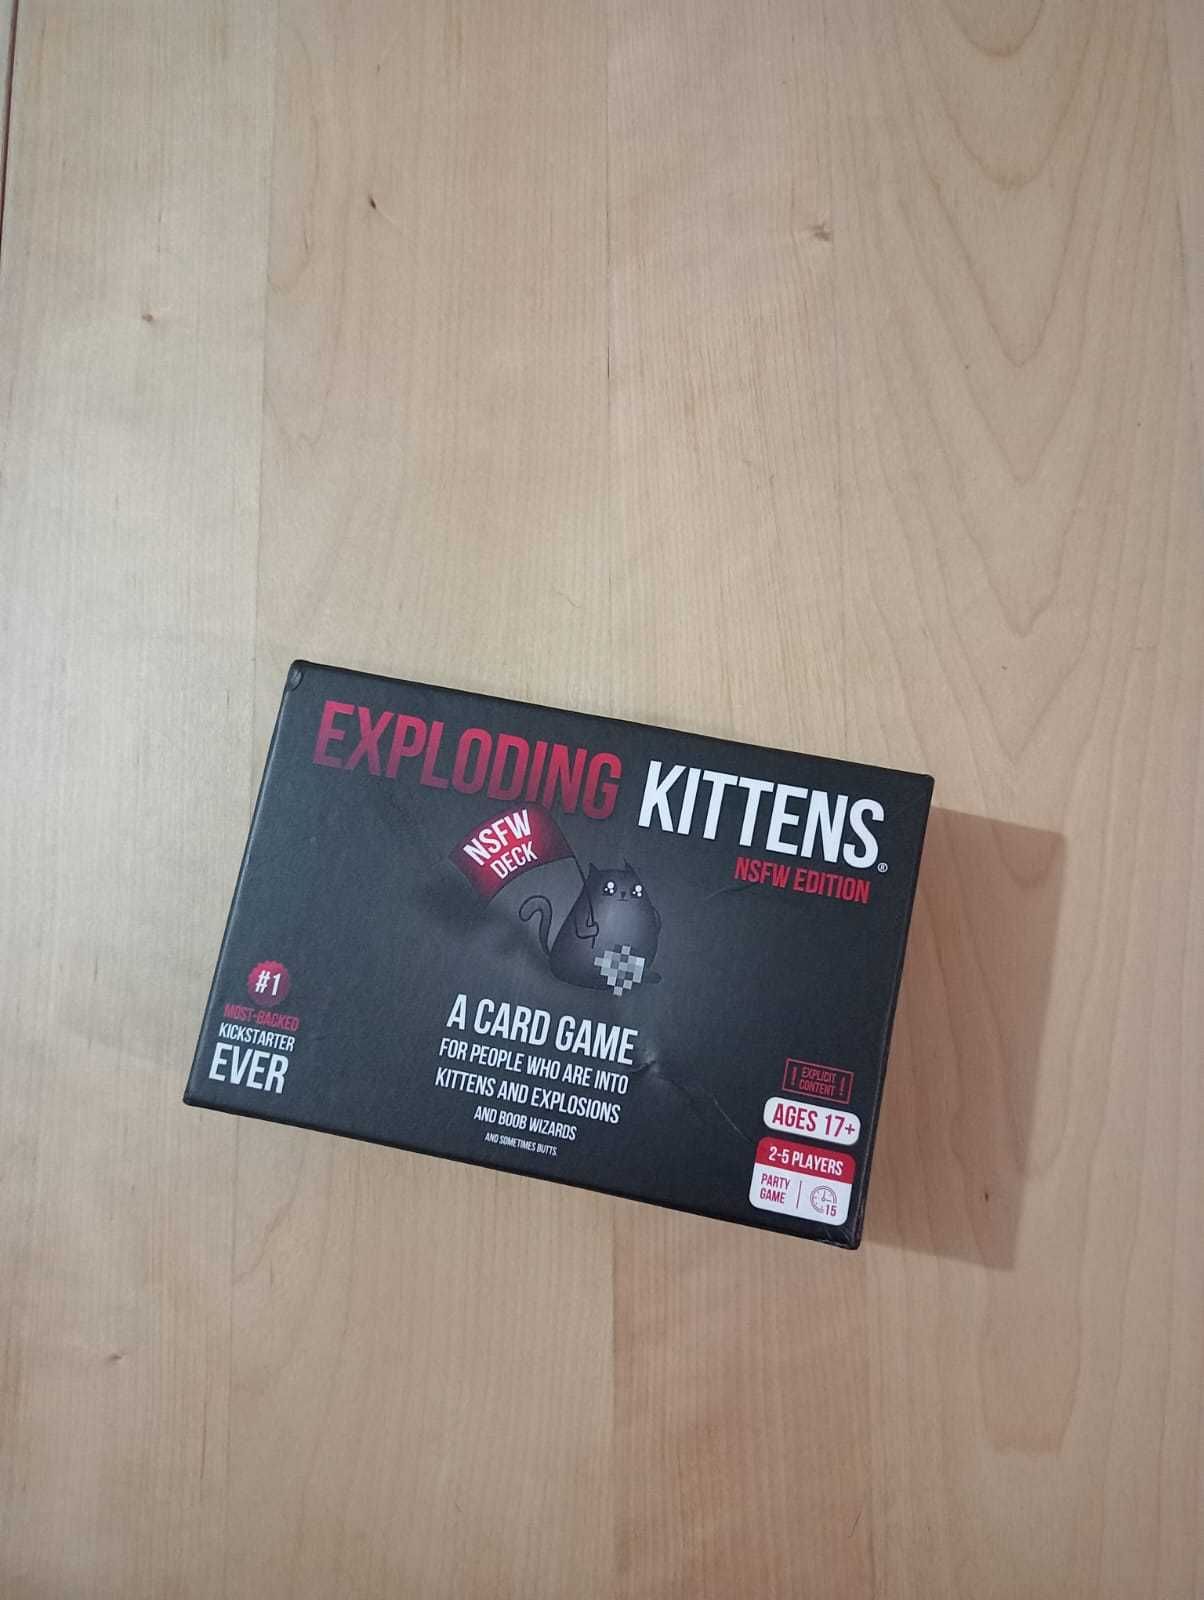 EXPLODING KITTENS®
NSFW EDITION
NSFW
DECK
#1
MOST-BACKED
KICKSTARTER
EVER
A CARD GAME
FOR PEOPLE WHO ARE INTO
KITTENS AND EXPLOSIONS
AND BOOB WIZARDS
AND SOMETIMES BUTTS.
! EXPLICIT !
CONTENT
AGES 17+
2-5 PLAYERS
PARTY
GAME
15